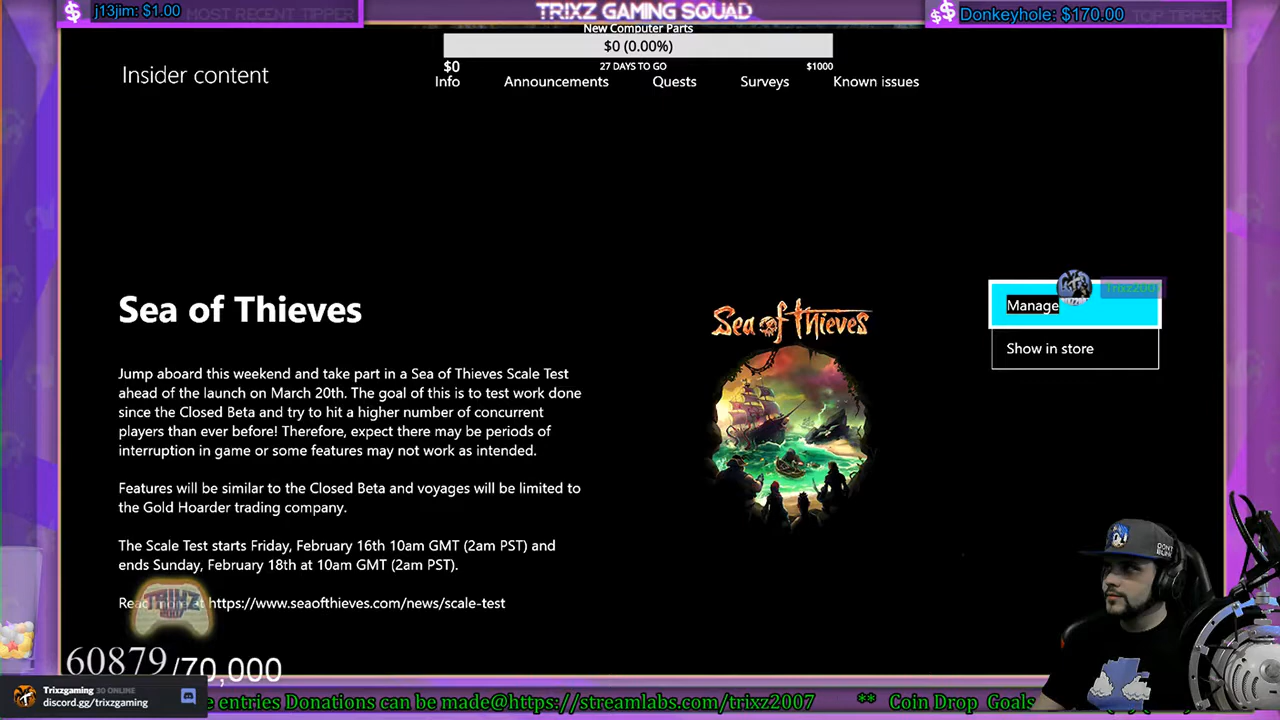 j13jim: $1.00
MOST RECENT TIPPER
TRIXZ GAMING SQUAD
Donkeyhole: $170.00
TOP TIPPER
New Computer Parts
$0 (0.00%)
$0
27 DAYS TO GO
$1000
Insider content
Info
Announcements
Quests
Surveys
Known issues
Sea of Thieves
Jump aboard this weekend and take part in a Sea of Thieves Scale Test
ahead of the launch on March 20th. The goal of this is to test work done
since the Closed Beta and try to hit a higher number of concurrent
players than ever before! Therefore, expect there may be periods of
interruption in game or some features may not work as intended.
Features will be similar to the Closed Beta and voyages will be limited to
the Gold Hoarder trading company.
The Scale Test starts Friday, February 16th 10am GMT (2am PST) and
ends Sunday, February 18th at 10am GMT (2am PST).
https://www.seaofthieves.com/news/scale-test
Sea of Thieves
Trixz2007
Manage
Show in store
TRIXZ
60879/70,000
Trixzgaming 30 ONLINE
discord.gg/trixzgaming
entries Donations can be made@https://streamlabs.com/trixz2007 ** Coin Drop Goals